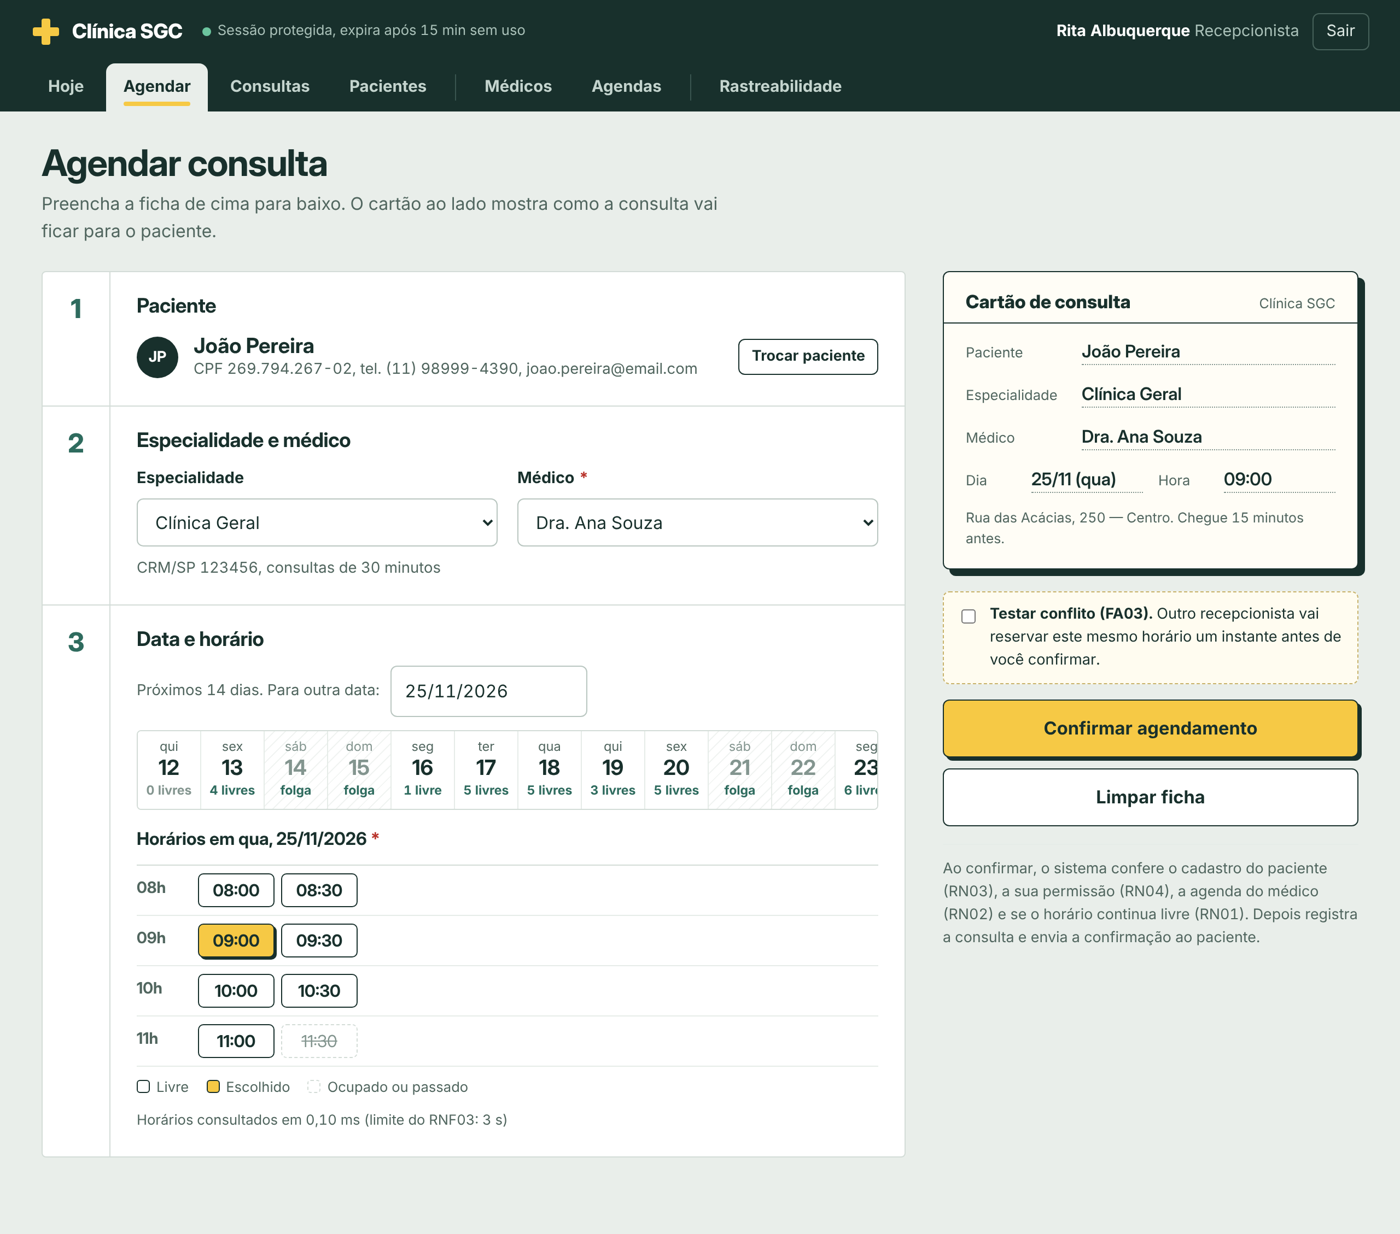 Clínica SGC
Sessão protegida, expira após 15 min sem uso
Rita Albuquerque Recepcionista
Sair
Hoje
Agendar
Consultas
Pacientes
Médicos
Agendas
Rastreabilidade
Agendar consulta
Preencha a ficha de cima para baixo. O cartão ao lado mostra como a consulta vai
ficar para o paciente.
1
Paciente
JP
João Pereira
CPF 269.794.267-02, tel. (11) 98999-4390, joao.pereira@email.com
Trocar paciente
2
Especialidade e médico
Especialidade
Médico *
Clínica Geral
Dra. Ana Souza
CRM/SP 123456, consultas de 30 minutos
3
Data e horário
Próximos 14 dias. Para outra data:
25/11/2026
qui
12
0 livres
sex
13
4 livres
sáb
14
folga
dom
15
folga
seg
16
1 livre
ter
17
5 livres
qua
18
5 livres
qui
19
3 livres
sex
20
5 livres
sáb
21
folga
dom
22
folga
seg
23
6 livre
Horários em qua, 25/11/2026 *
08h
08:00
08:30
09h
09:00
09:30
10h
10:00
10:30
11h
11:00
11:30
Livre
Escolhido
Ocupado ou passado
Horários consultados em 0,10 ms (limite do RNF03: 3 s)
Cartão de consulta
Clínica SGC
Paciente
João Pereira
Especialidade
Clínica Geral
Médico
Dra. Ana Souza
Dia
25/11 (qua)
Hora
09:00
Rua das Acácias, 250 — Centro. Chegue 15 minutos
antes.
Testar conflito (FA03). Outro recepcionista vai
reservar este mesmo horário um instante antes de
você confirmar.
Confirmar agendamento
Limpar ficha
Ao confirmar, o sistema confere o cadastro do paciente
(RN03), a sua permissão (RN04), a agenda do médico
(RN02) e se o horário continua livre (RN01). Depois registra
a consulta e envia a confirmação ao paciente.